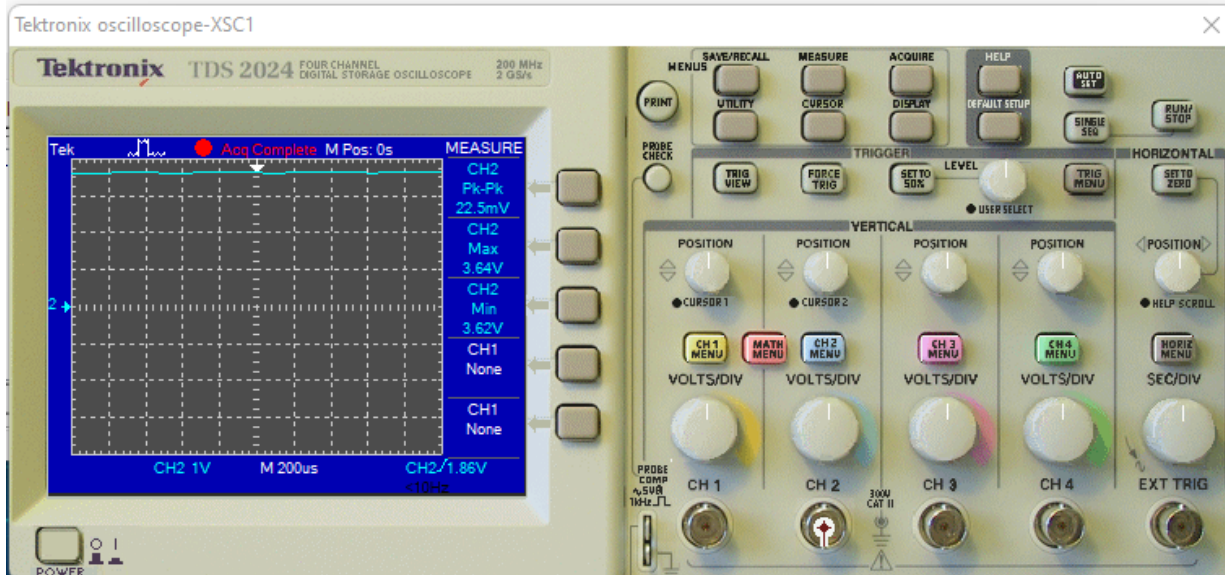 Tektronix oscilloscope-XSC1
Tektronix TDS 2024 FOUR CHANNEL DIGITAL STORAGE OSCILLOSCOPE 200 MHz 2 GS/s
Tek Acq Complete M Pos: 0s MEASURE
CH2
Pk-Pk
22.5mV
CH2
Max
3.64V
CH2
Min
3.62V
CH1
None
CH1
None
2
CH2 1V M 200us CH2 1.86V
<10Hz
POWER
MENUS
SAVE/RECALL MEASURE ACQUIRE HELP
AUTO SET
PRINT
UTILITY CURSOR DISPLAY DEFAULT SETUP
SINGLE SEQ
RUN/STOP
PROBE CHECK
TRIGGER
HORIZONTAL
TRIG VIEW
FORCE TRIG
SET TO 50%
LEVEL
TRIG MENU
SET TO ZERO
USER SELECT
VERTICAL
POSITION POSITION POSITION POSITION POSITION
CURSOR 1 CURSOR 2 HELP SCROLL
CH 1 MENU
MATH MENU
CH 2 MENU
CH 3 MENU
CH4 MENU
HORIZ MENU
VOLTS/DIV VOLTS/DIV VOLTS/DIV VOLTS/DIV SEC/DIV
PROBE COMP
~5V@
1kHz
CH 1 CH 2 CH 3 CH 4 EXT TRIG
300V
CAT II